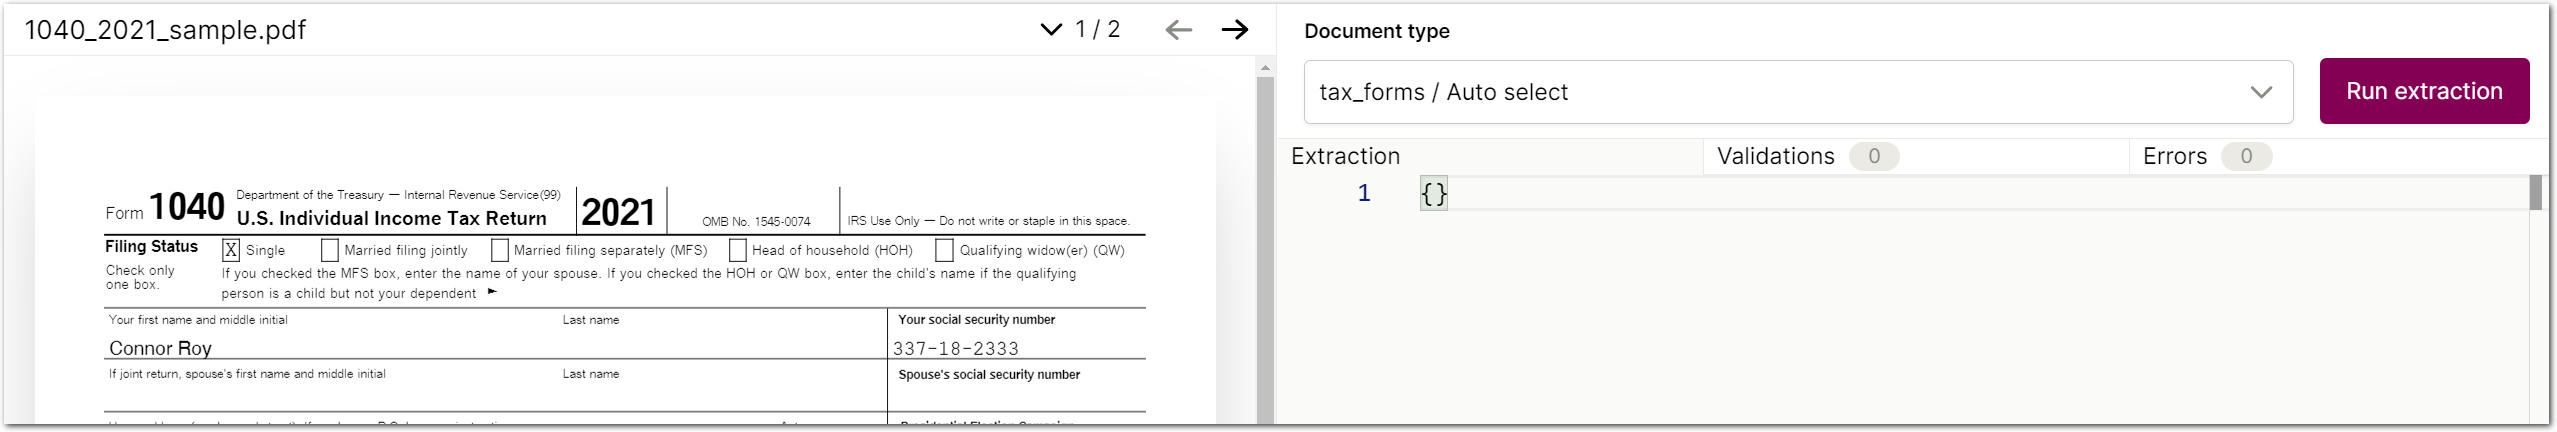 1040_2021_sample.pdf
1 / 2
Form 1040
Department of the Treasury — Internal Revenue Service (99)
U.S. Individual Income Tax Return
2021
OMB No. 1545-0074
IRS Use Only — Do not write or staple in this space.
Filing Status
Check only
one box.
X Single
Married filing jointly
Married filing separately (MFS)
Head of household (HOH)
Qualifying widow(er) (QW)
If you checked the MFS box, enter the name of your spouse. If you checked the HOH or QW box, enter the child's name if the qualifying
person is a child but not your dependent ►
Your first name and middle initial
Last name
Your social security number
Connor Roy
337-18-2333
If joint return, spouse's first name and middle initial
Last name
Spouse's social security number
Document type
tax_forms / Auto select
Run extraction
Extraction
Validations 0
Errors 0
1 {}